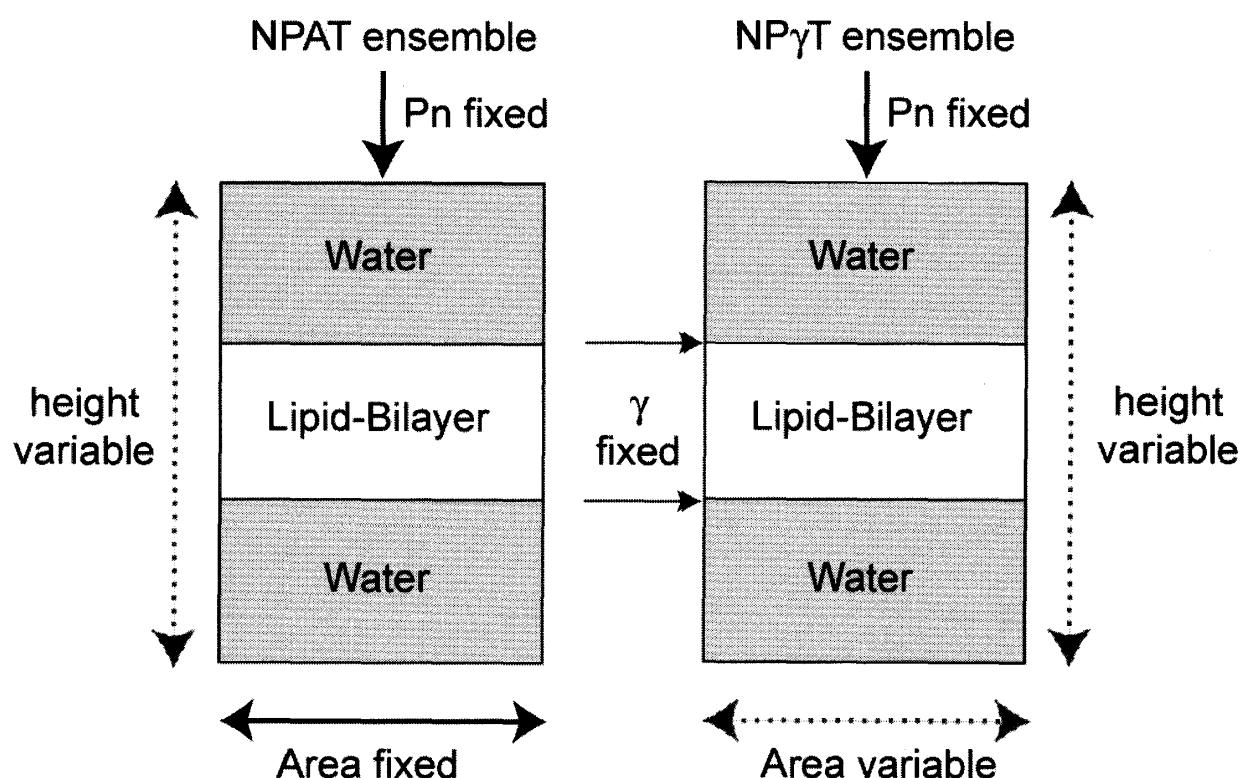 NPAT ensemble
Pn fixed
Water
Lipid-Bilayer
Water
height
variable
Area fixed
γ
fixed
NPγT ensemble
Pn fixed
Water
Lipid-Bilayer
Water
height
variable
Area variable